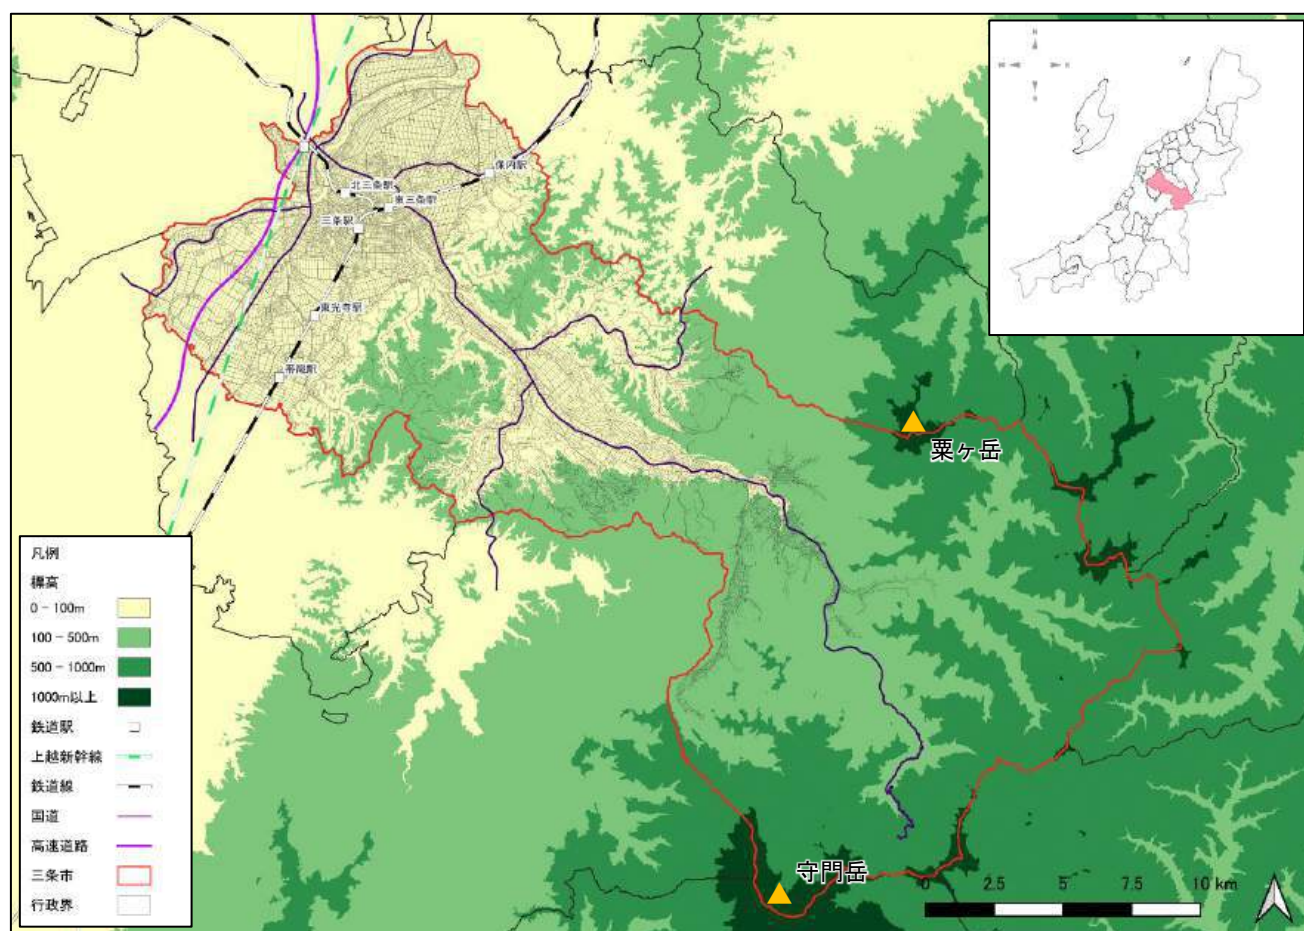 N
W
E
S
保内駅
北三条駅
東三条駅
三条駅
東光寺駅
帯織駅
粟ヶ岳
守門岳
凡例
標高
0 - 100m
100 - 500m
500 - 1000m
1000m以上
鉄道駅
上越新幹線
鉄道線
国道
高速道路
三条市
行政界
0 2.5 5 7.5 10 km